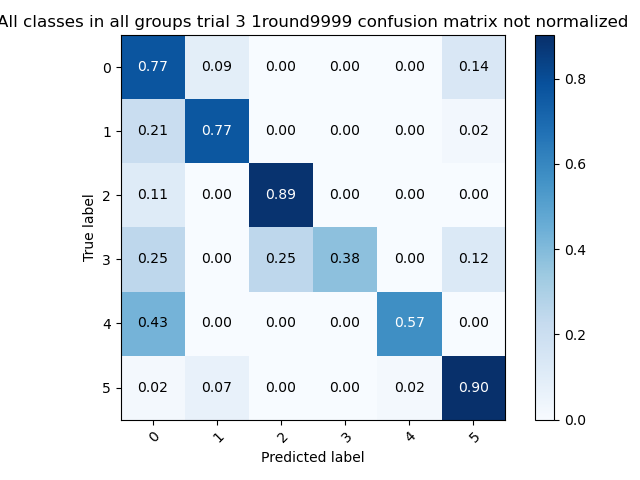 All classes in all groups trial 3 1round9999 confusion matrix not normalized
0 0.77 0.09 0.00 0.00 0.00 0.14
1 0.21 0.77 0.00 0.00 0.00 0.02
2 0.11 0.00 0.89 0.00 0.00 0.00
3 0.25 0.00 0.25 0.38 0.00 0.12
4 0.43 0.00 0.00 0.00 0.57 0.00
5 0.02 0.07 0.00 0.00 0.02 0.90
0 1 2 3 4 5
True label
Predicted label
0.8
0.6
0.4
0.2
0.0